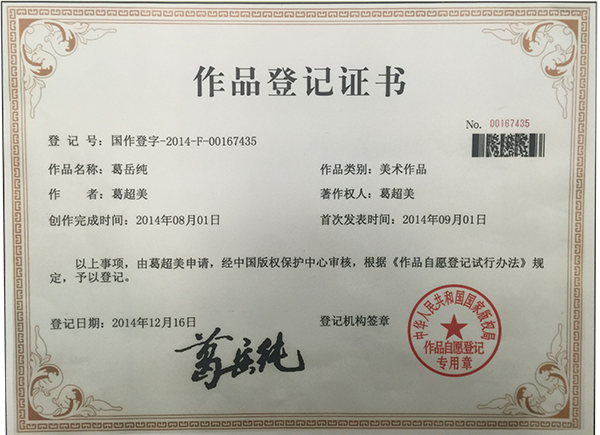 作品登记证书
No. 00167435
登 记 号：国作登字-2014-F-00167435
作品名称：葛岳纯 作品类别：美术作品
作 者：葛超美 著作权人：葛超美
创作完成时间：2014年08月01日 首次发表时间：2014年09月01日
以上事项，由葛超美申请，经中国版权保护中心审核，根据《作品自愿登记试行办法》规
定，予以登记。
登记日期：2014年12月16日 登记机构签章
葛岳纯
中华人民共和国国家版权局
作品自愿登记
专用章